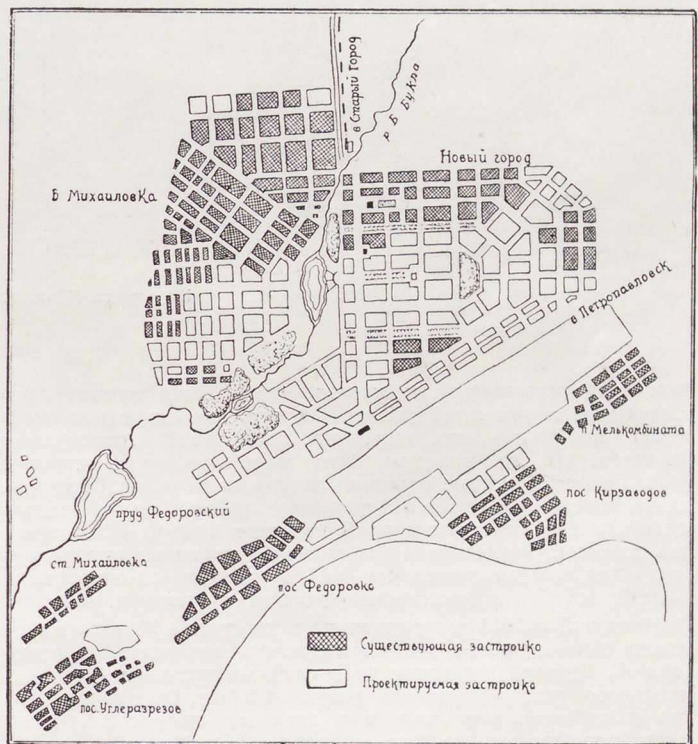 в Старый город
р Б Букпа
Новый город
Б Михайловка
в Петропавловск
п Мелькомбината
пос Кирзаводов
пруд Федоровский
ст Михайловка
пос Федоровка
Существующая застройка
Проектируемая застройка
пос. Углеразрезов